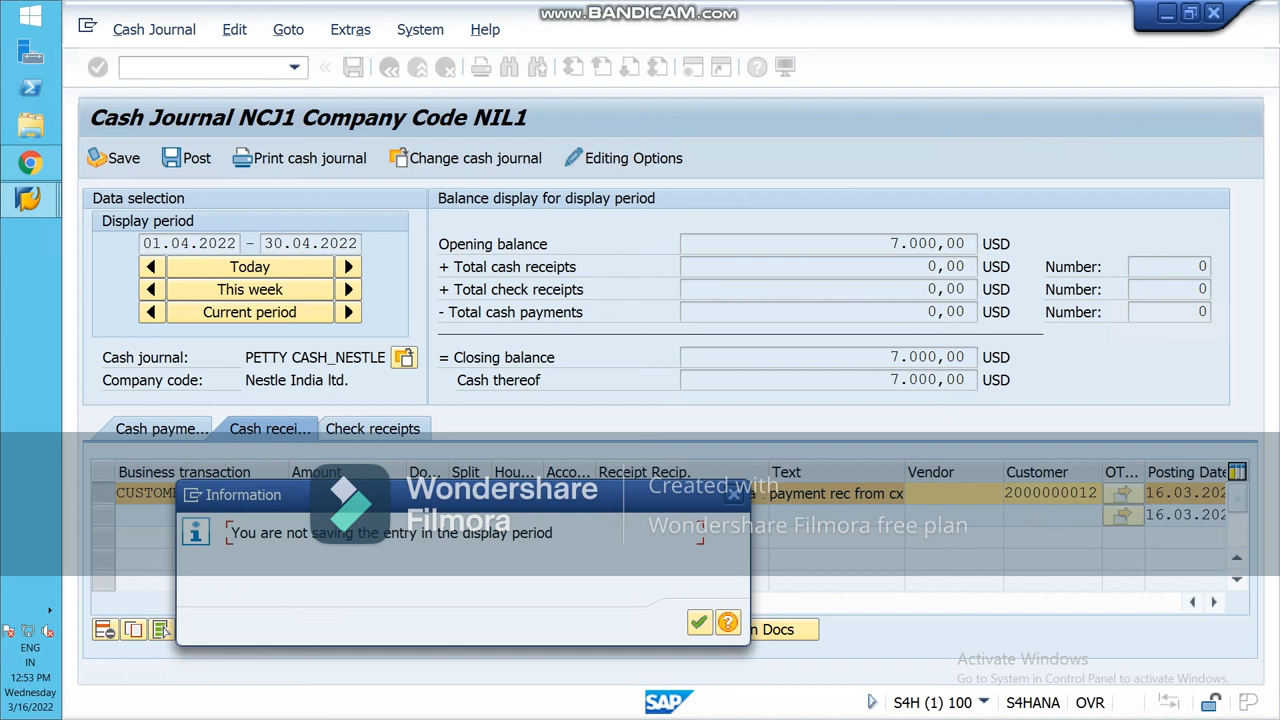 www.BANDICAM.com
Cash Journal Edit Goto Extras System Help
Cash Journal NCJ1 Company Code NIL1
Save Post Print cash journal Change cash journal Editing Options
Data selection
Display period
01.04.2022 - 30.04.2022
Today
This week
Current period
Cash journal: PETTY CASH_NESTLE
Company code: Nestle India ltd.
Balance display for display period
Opening balance 7.000,00 USD
+ Total cash receipts 0,00 USD Number: 0
+ Total check receipts 0,00 USD Number: 0
- Total cash payments 0,00 USD Number: 0
= Closing balance 7.000,00 USD
Cash thereof 7.000,00 USD
Cash payme... Cash recei... Check receipts
Business transaction Amount Do... Split Hou... Acco... Receipt Recip. Text Vendor Customer OT... Posting Date
CUSTOME payment rec from cx 2000000012 16.03.202
16.03.202
Information
You are not saving the entry in the display period
Wondershare
Filmora
Created with
Wondershare Filmora free plan
n Docs
Activate Windows
Go to System in Control Panel to activate Windows.
SAP S4H (1) 100 S4HANA OVR
ENG
IN
12:53 PM
Wednesday
3/16/2022